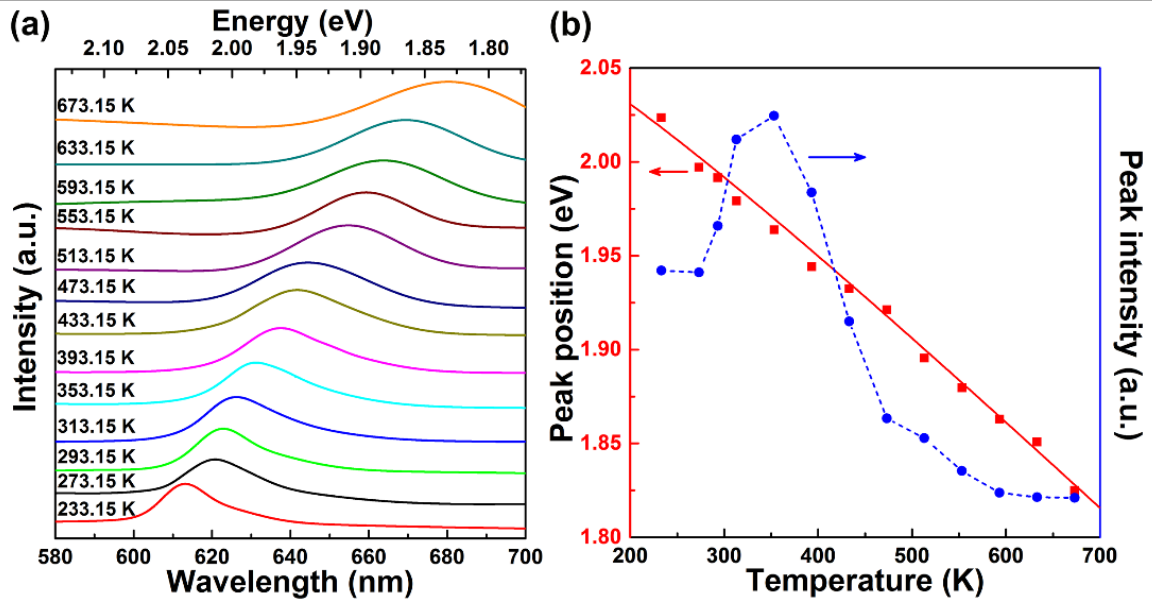 (a)
Energy (eV)
2.10 2.05 2.00 1.95 1.90 1.85 1.80
673.15 K
633.15 K
593.15 K
553.15 K
513.15 K
473.15 K
433.15 K
393.15 K
353.15 K
313.15 K
293.15 K
273.15 K
233.15 K
Intensity (a.u.)
580 600 620 640 660 680 700
Wavelength (nm)
(b)
2.05
2.00
1.95
1.90
1.85
1.80
Peak position (eV)
Peak intensity (a.u.)
200 300 400 500 600 700
Temperature (K)